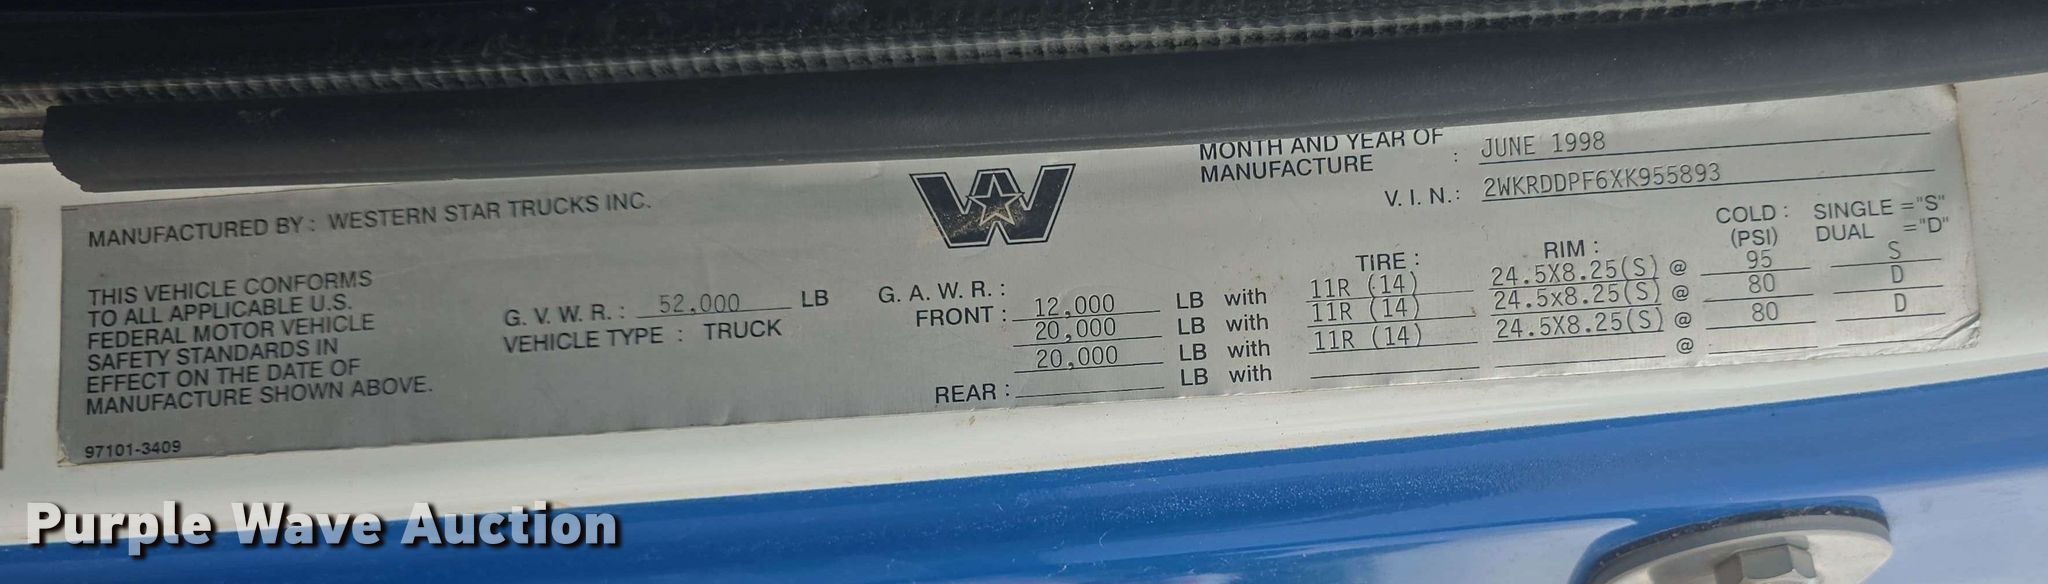 MANUFACTURED BY : WESTERN STAR TRUCKS INC.
THIS VEHICLE CONFORMS
TO ALL APPLICABLE U.S.
FEDERAL MOTOR VEHICLE
SAFETY STANDARDS IN
EFFECT ON THE DATE OF
MANUFACTURE SHOWN ABOVE.
97101-3409
G. V. W. R. : 52,000 LB
VEHICLE TYPE : TRUCK
W
MONTH AND YEAR OF
MANUFACTURE : JUNE 1998
V. I. N.: 2WKRDDPF6XK955893
G. A. W. R. : TIRE : RIM : COLD : (PSI) SINGLE ="S" DUAL ="D"
FRONT : 12,000 LB with 11R (14) 24.5X8.25(S) @ 95 S
20,000 LB with 11R (14) 24.5x8.25(S) @ 80 D
20,000 LB with 11R (14) 24.5X8.25(S) @ 80 D
REAR : LB with @
Purple Wave Auction